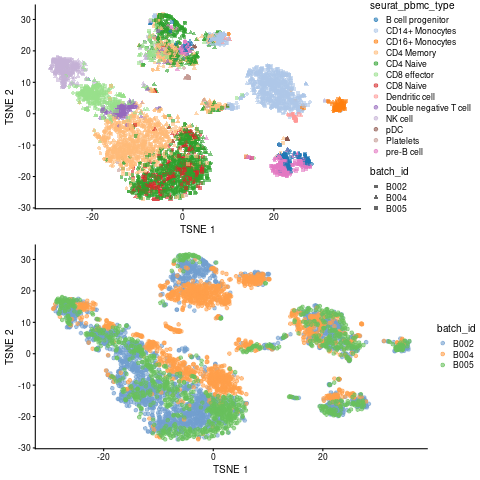 seurat_pbmc_type
B cell progenitor
CD14+ Monocytes
CD16+ Monocytes
CD4 Memory
CD4 Naive
CD8 effector
CD8 Naive
Dendritic cell
Double negative T cell
NK cell
pDC
Platelets
pre-B cell
batch_id
B002
B004
B005
TSNE 2
30
20
10
0
-10
-20
-30
-20
0
20
TSNE 1
TSNE 2
30
20
10
0
-10
-20
-30
-20
0
20
TSNE 1
batch_id
B002
B004
B005